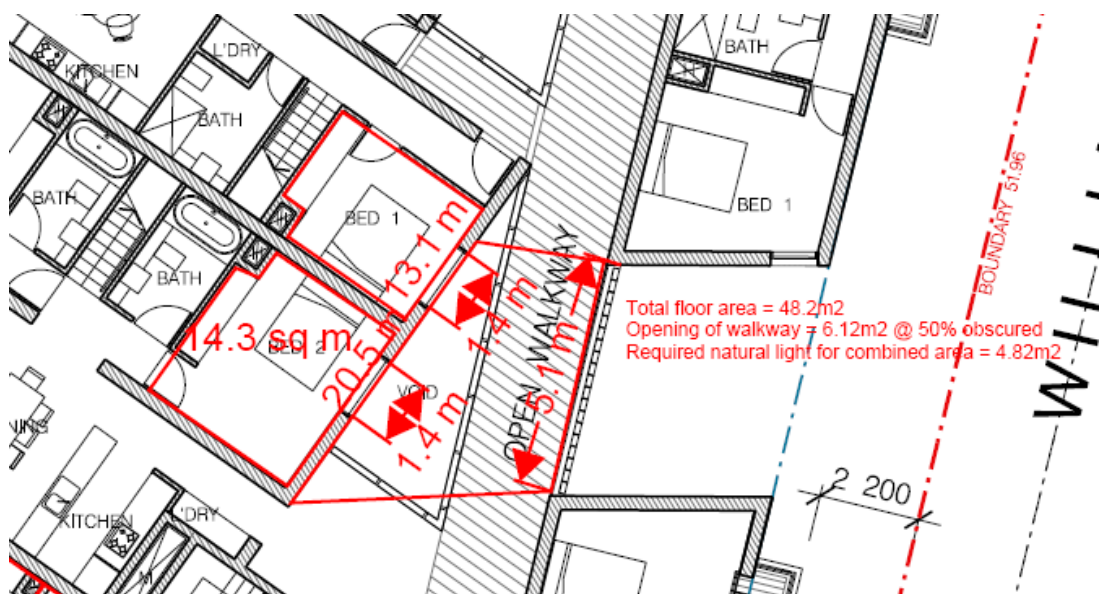 L'DRY
KITCHEN
BATH
BATH
BATH
BATH
BED 1
BED 1
13.1 m
14.3 sq m
BED 2
20.5
1.4 m
1.4 m
VOID
OPEN WALKWAY
5.1 m
Total floor area = 48.2m2
Opening of walkway = 6.12m2 @ 50% obscured
Required natural light for combined area = 4.82m2
BOUNDARY 51.96
2 200
NING
KITCHEN
L'DRY
M
W H I